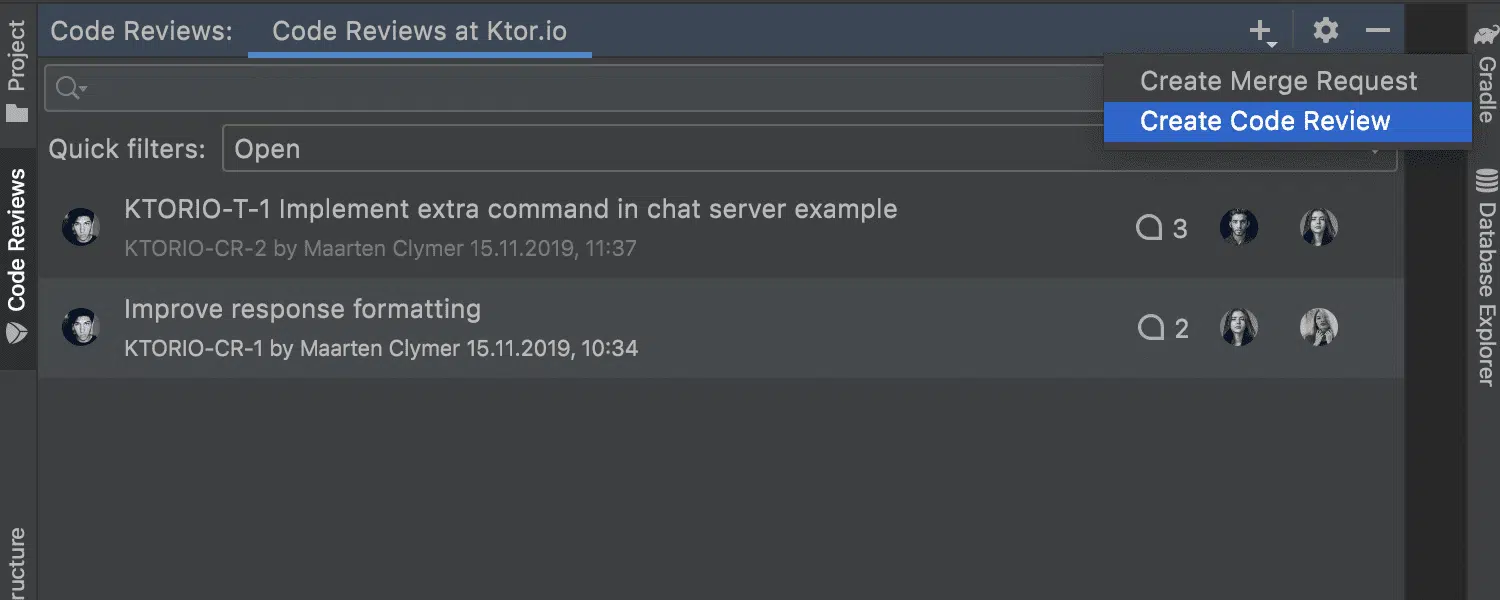 Project
Code Reviews
ructure
Code Reviews:
Code Reviews at Ktor.io
Create Merge Request
Create Code Review
Quick filters:
Open
KTORIO-T-1 Implement extra command in chat server example
KTORIO-CR-2 by Maarten Clymer 15.11.2019, 11:37
3
Improve response formatting
KTORIO-CR-1 by Maarten Clymer 15.11.2019, 10:34
2
Gradle
Database Explorer